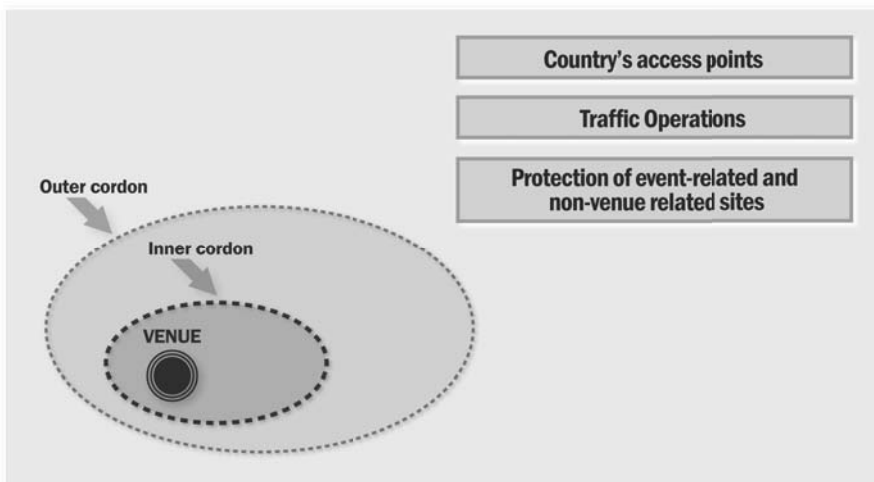 Country's access points
Traffic Operations
Protection of event-related and
non-venue related sites
Outer cordon
Inner cordon
VENUE